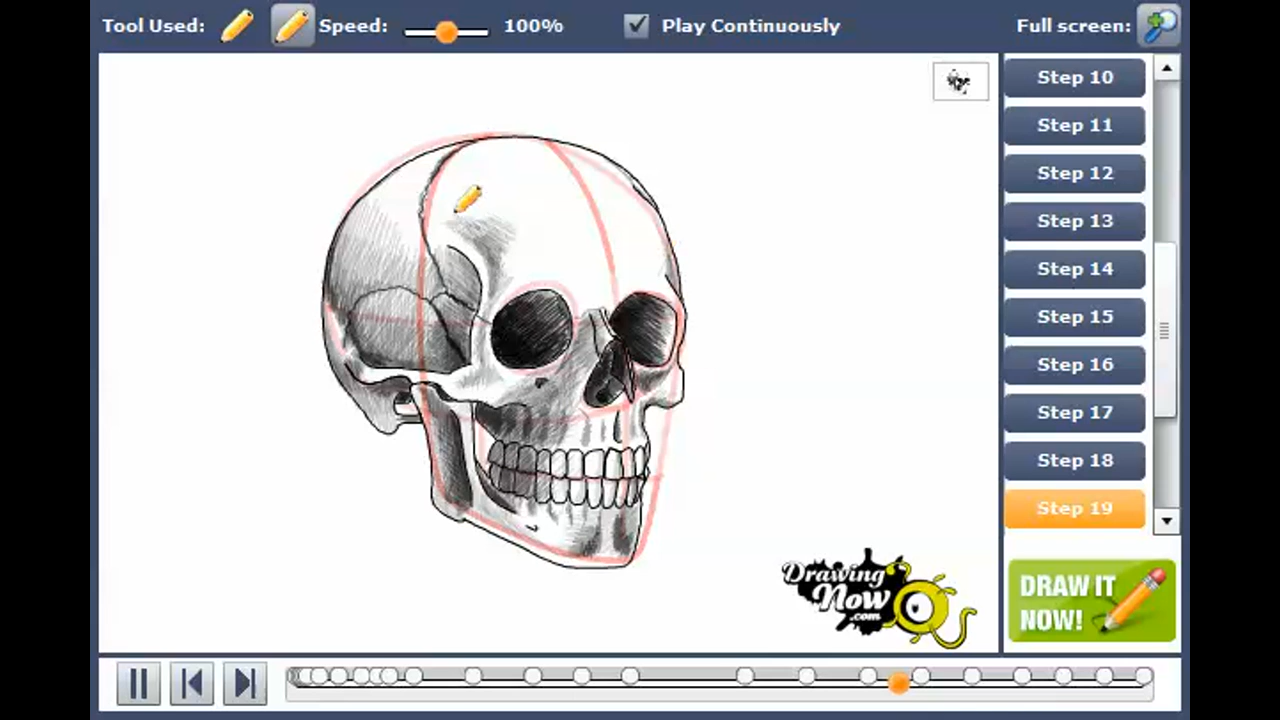 Tool Used:
Speed:
100%
Play Continuously
Full screen:
Step 10
Step 11
Step 12
Step 13
Step 14
Step 15
Step 16
Step 17
Step 18
Step 19
Drawing
Now
.com
DRAW IT
NOW!